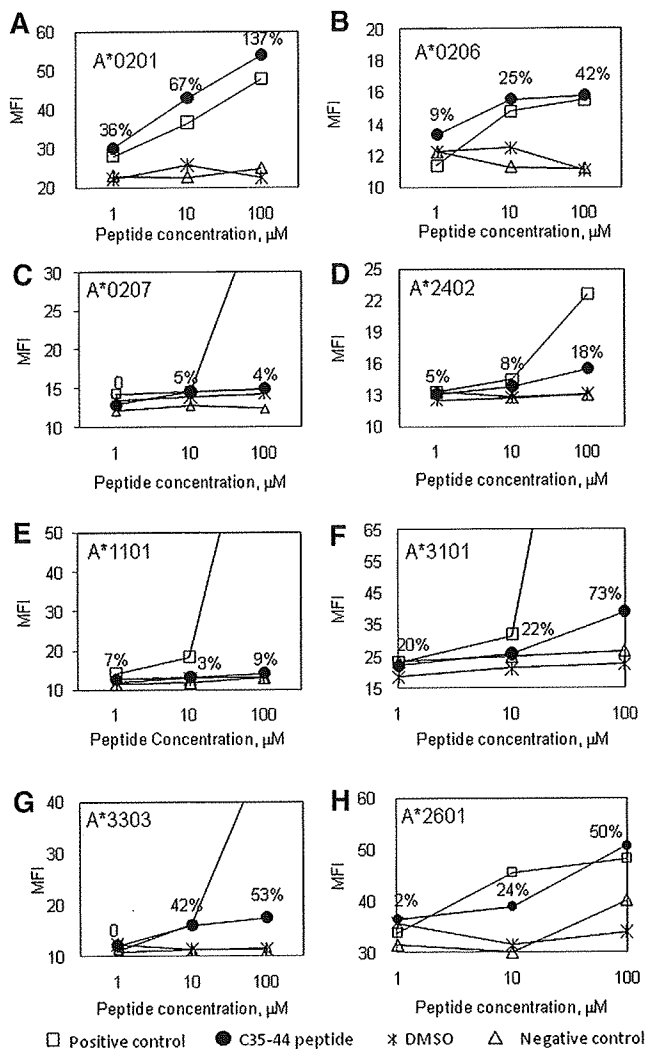 A
A*0201
MFI
60
50
40
30
20
36%
67%
137%
1
10
100
Peptide concentration, µM
B
A*0206
MFI
20
18
16
14
12
10
9%
25%
42%
1
10
100
Peptide concentration, µM
C
A*0207
MFI
30
25
20
15
10
0
5%
4%
1
10
100
Peptide concentration, µM
D
A*2402
MFI
25
22
19
16
13
10
5%
8%
18%
1
10
100
Peptide concentration, µM
E
A*1101
MFI
50
40
30
20
10
7%
3%
9%
1
10
100
Peptide Concentration, µM
F
A*3101
MFI
65
55
45
35
25
15
20%
22%
73%
1
10
100
Peptide concentration, µM
G
A*3303
MFI
40
30
20
10
0
42%
53%
1
10
100
Peptide concentration, µM
H
A*2601
MFI
60
50
40
30
2%
24%
50%
1
10
100
Peptide concentration, µM
Positive control
C35-44 peptide
DMSO
Negative control